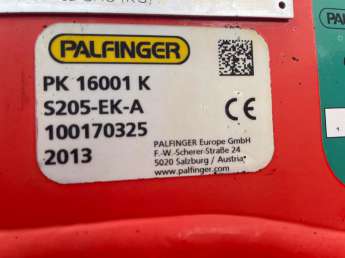 PALFINGER
PK 16001 K
S205-EK-A
100170325
2013
CE
PALFINGER Europe GmbH
F.-W.-Scherer-Straße 24
5020 Salzburg / Austria
www.palfinger.com